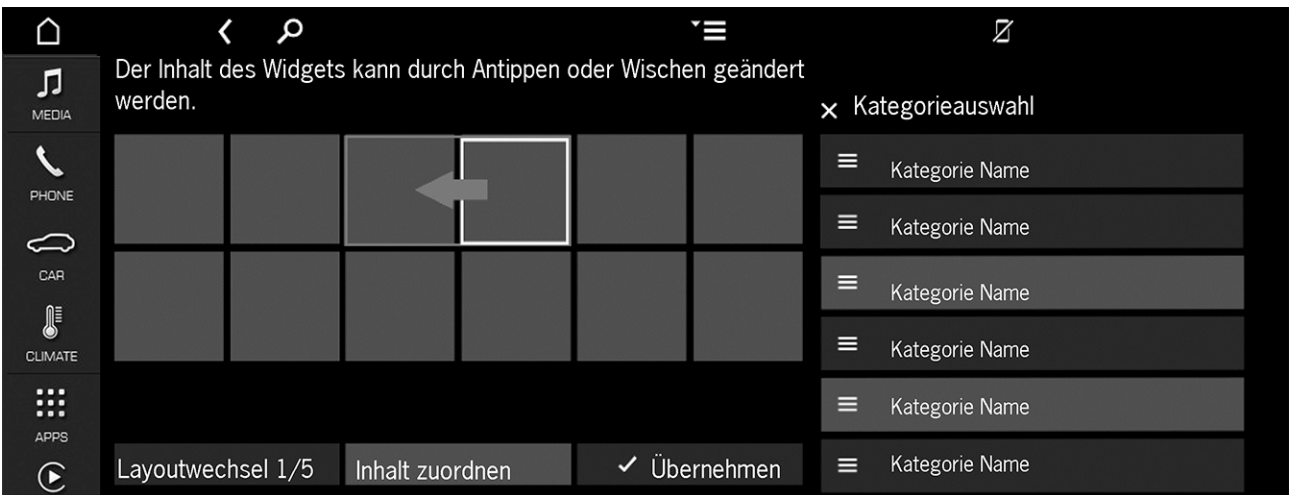 Der Inhalt des Widgets kann durch Antippen oder Wischen geändert
werden.
MEDIA
PHONE
CAR
CLIMATE
APPS
Layoutwechsel 1/5
Inhalt zuordnen
Übernehmen
Kategorieauswahl
Kategorie Name
Kategorie Name
Kategorie Name
Kategorie Name
Kategorie Name
Kategorie Name